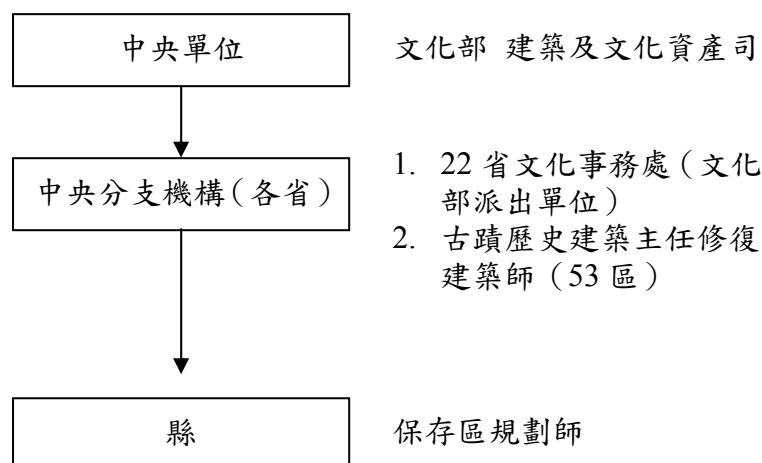 中央單位
文化部 建築及文化資產司
中央分支機構（各省）
1. 22 省文化事務處（文化
部派出單位）
2. 古蹟歷史建築主任修復
建築師（53 區）
縣
保存區規劃師